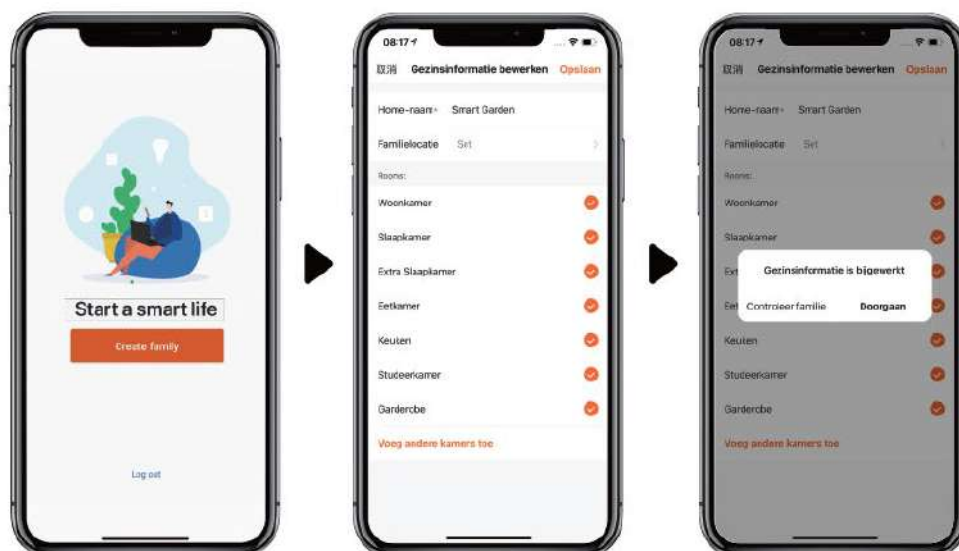 Start a smart life
Create family
Log out
08:17
取消 Gezinsinformatie bewerken Opslaan
Home-naam* Smart Garden
Familielocatie Set
Rooms:
Woonkamer
Slaapkamer
Extra Slaapkamer
Eetkamer
Keuken
Studeerkamer
Garderobe
Voeg andere kamers toe
08:17
取消 Gezinsinformatie bewerken Opslaan
Home-naam* Smart Garden
Familielocatie Set
Rooms:
Woonkamer
Slaapkamer
Ext
Gezinsinformatie is bijgewerkt
Eet
Controleer familie Doorgaan
Keuken
Studeerkamer
Garderobe
Voeg andere kamers toe